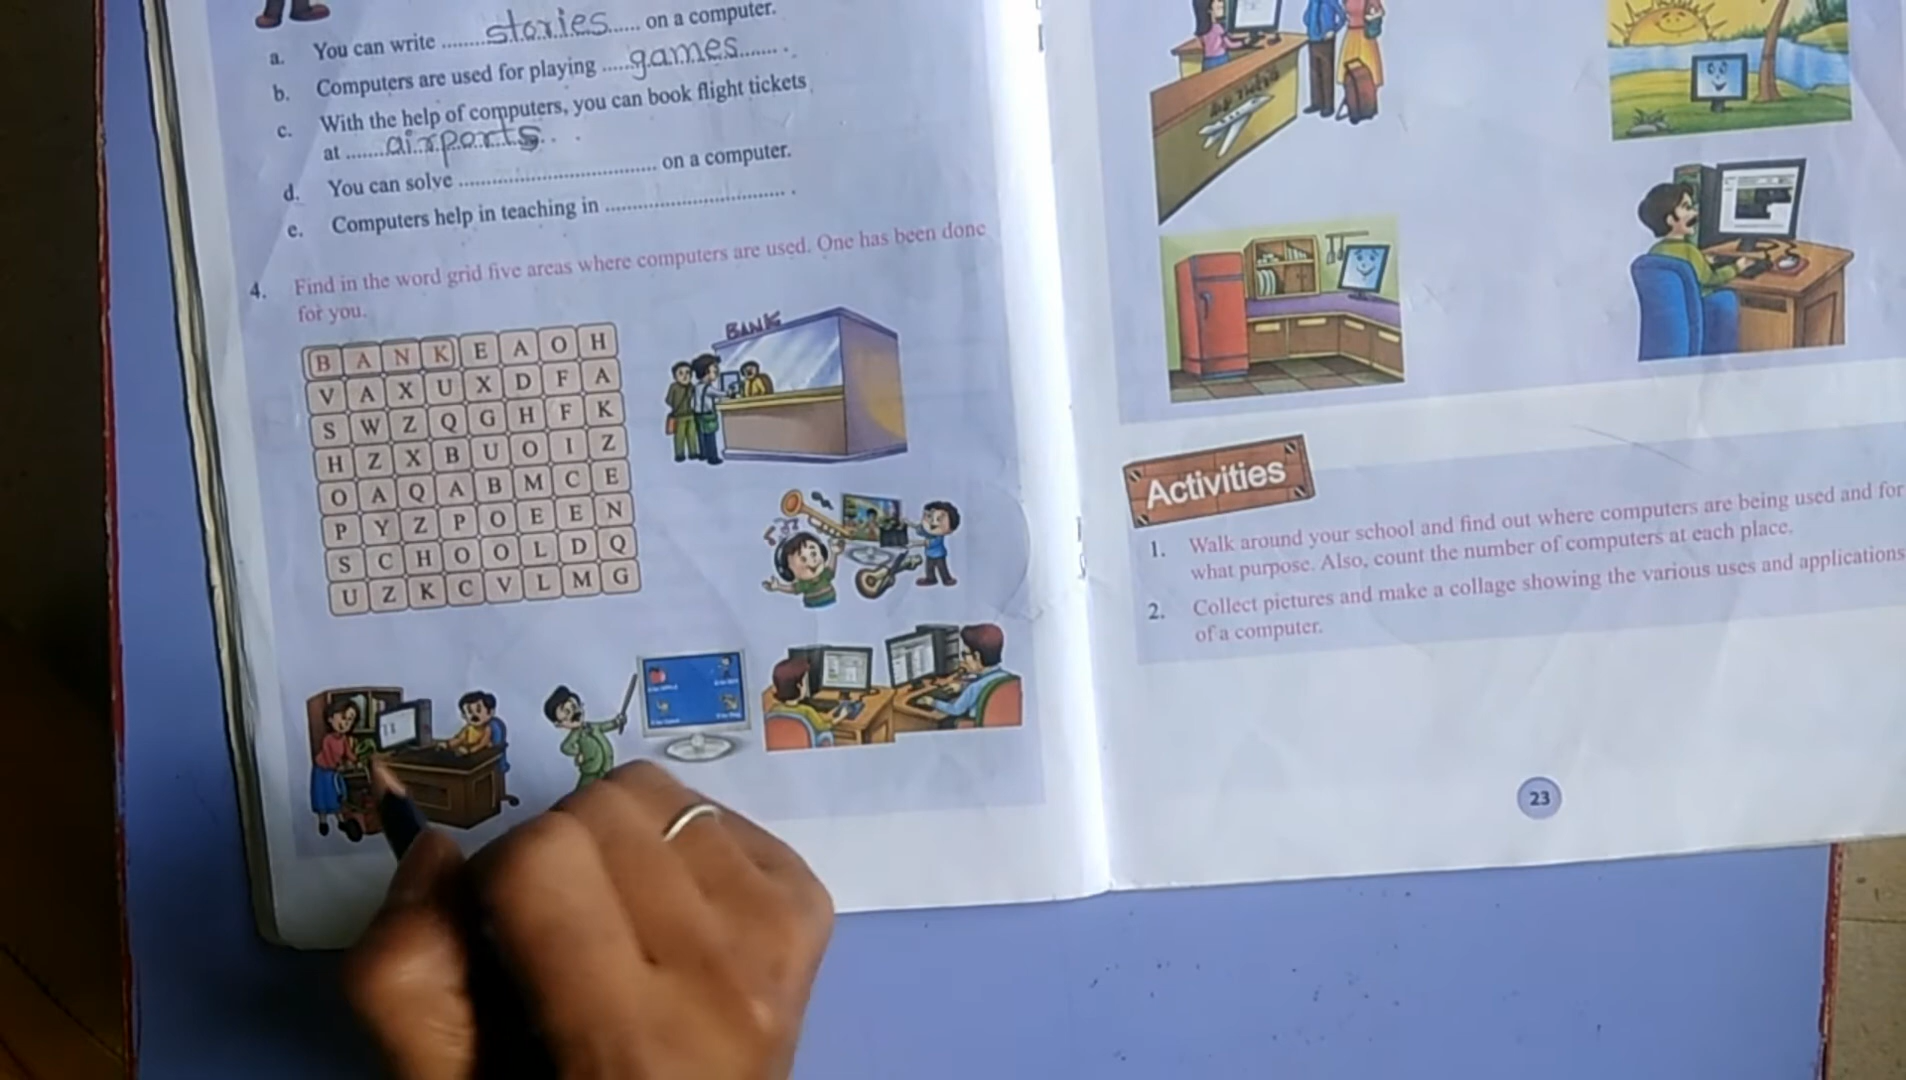 a. You can write ........stories...... on a computer.
b. Computers are used for playing .....games....... .
c. With the help of computers, you can book flight tickets
at .......airports... .
d. You can solve .................................... on a computer.
e. Computers help in teaching in ................................. .
4. Find in the word grid five areas where computers are used. One has been done
for you.
B A N K E A O H
V A X U X D F A
S W Z Q G H F K
H Z X B U O I Z
O A Q A B M C E
P Y Z P O E E N
S C H O O L D Q
U Z K C V L M G
BANK
Activities
1. Walk around your school and find out where computers are being used and for
what purpose. Also, count the number of computers at each place.
2. Collect pictures and make a collage showing the various uses and applications
of a computer.
23